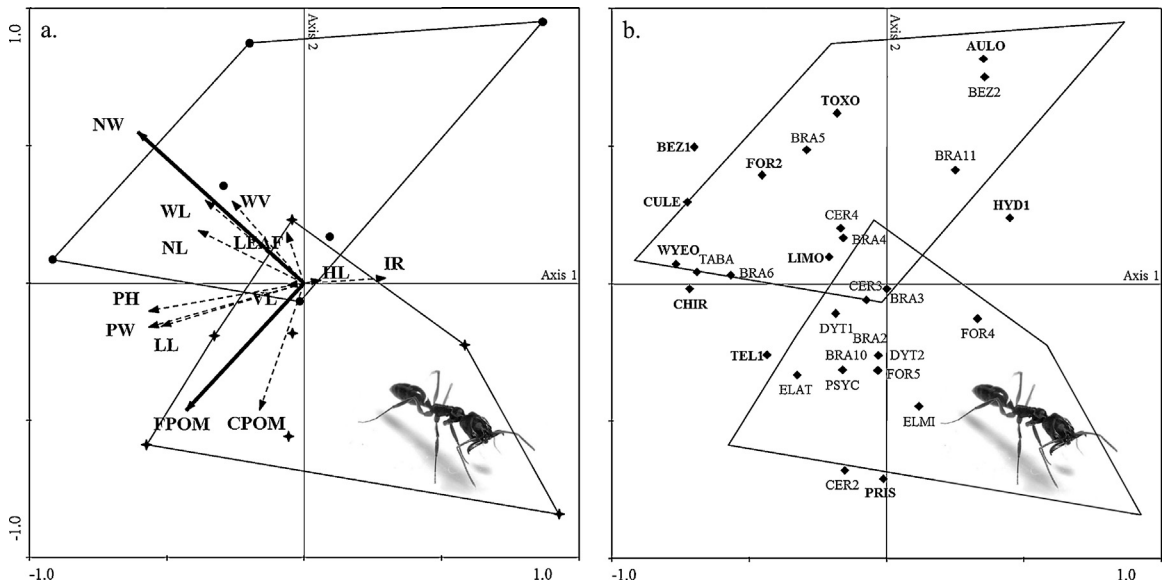 a.
1.0
Axis 2
NW
WL
WV
NL
LEAF
HL
IR
Axis 1
PH
VL
PW
LL
FPOM
CPOM
-1.0
-1.0
1.0
b.
Axis 2
AULO
BEZ2
TOXO
BEZ1
BRA5
FOR2
BRA11
CULE
HYD1
CER4
BRA4
WYEO
TABA
LIMO
BRA6
Axis 1
CHIR
CER3
BRA3
DYT1
FOR4
BRA2
TEL1
BRA10
DYT2
ELAT
PSYC
FOR5
ELMI
CER2
PRIS
-1.0
1.0